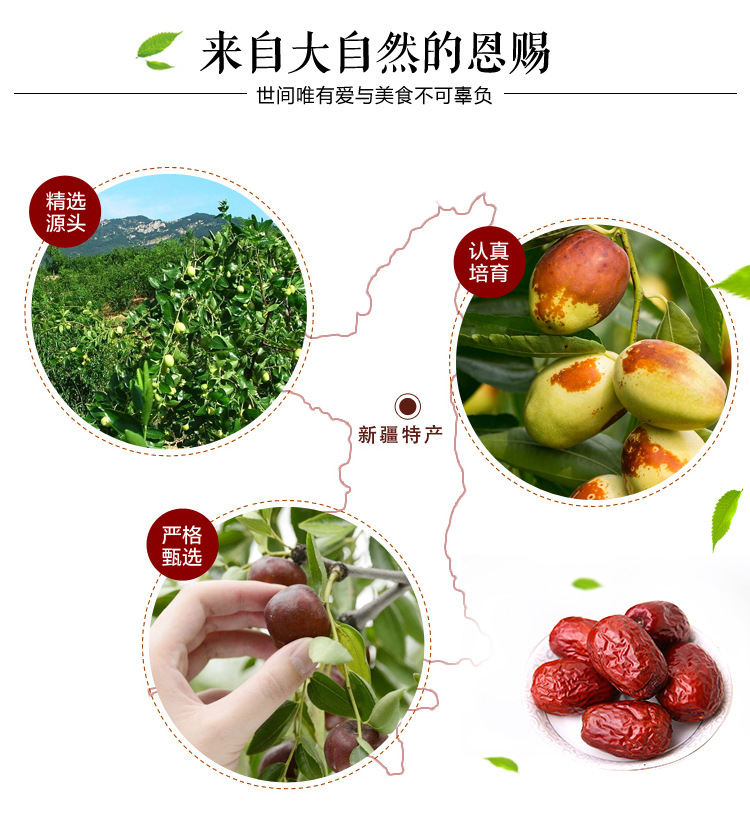 来自大自然的恩赐
世间唯有爱与美食不可辜负
精选
源头
认真
培育
新疆特产
严格
甄选